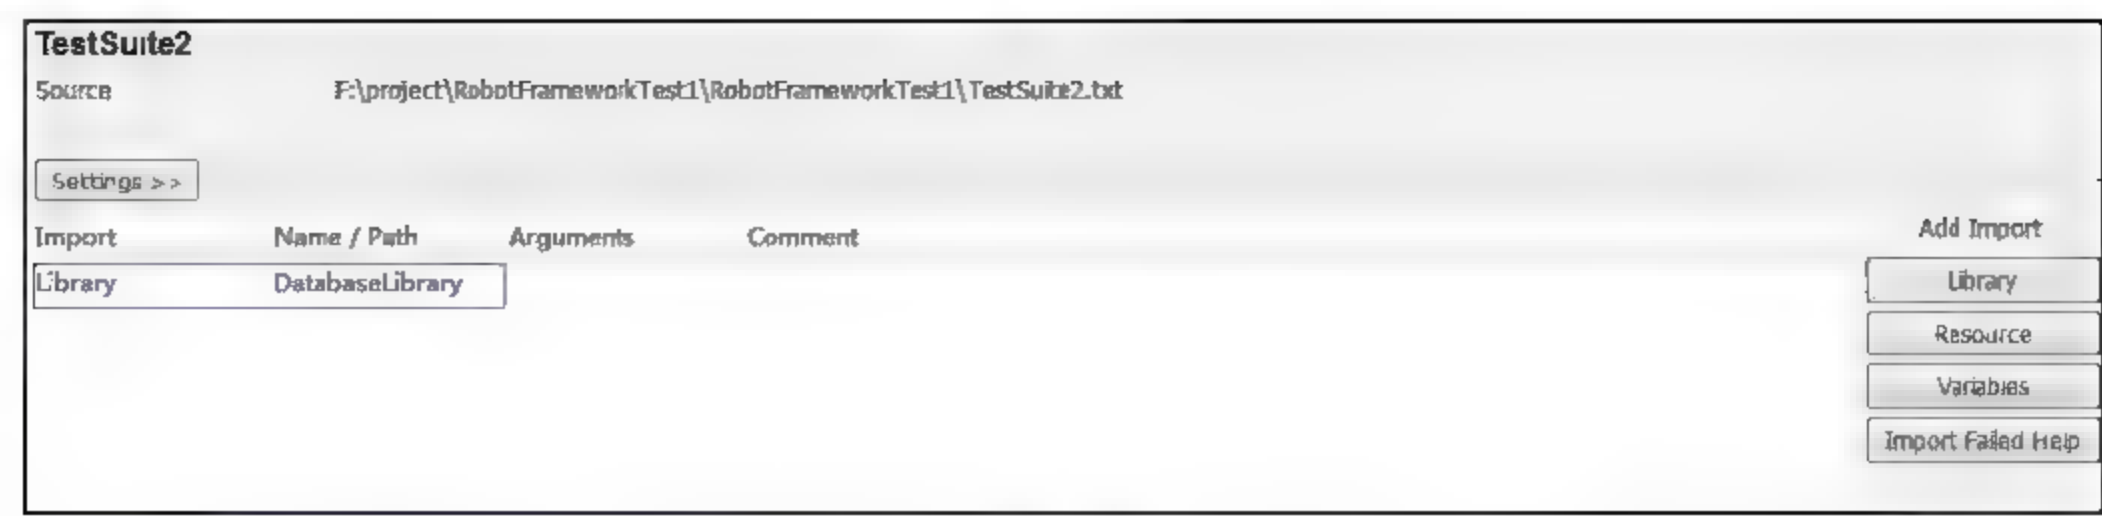 TestSuite2
Source F:\project\RobotFrameworkTest1\RobotFrameworkTest1\TestSuite2.txt
Settings >>
Import Name / Path Arguments Comment Add Import
Library DatabaseLibrary Library
Resource
Variables
Import Failed Help